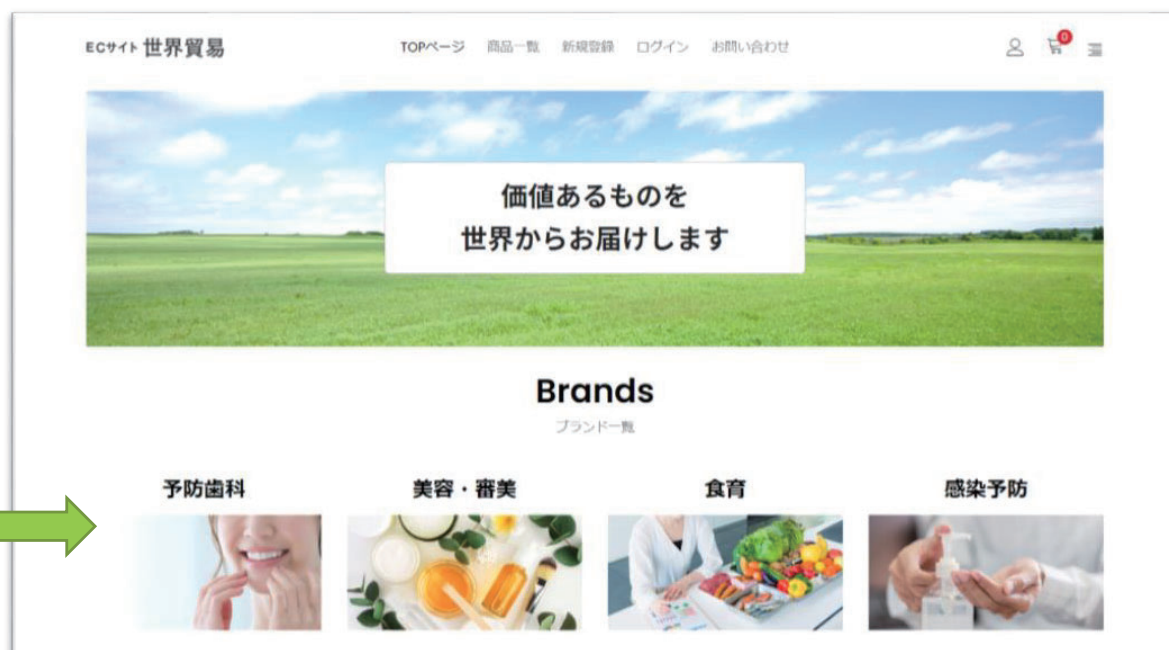 ECサイト 世界貿易
TOPページ 商品一覧 新規登録 ログイン お問い合わせ
0
価値あるものを
世界からお届けします
Brands
ブランド一覧
予防歯科 美容・審美 食育 感染予防